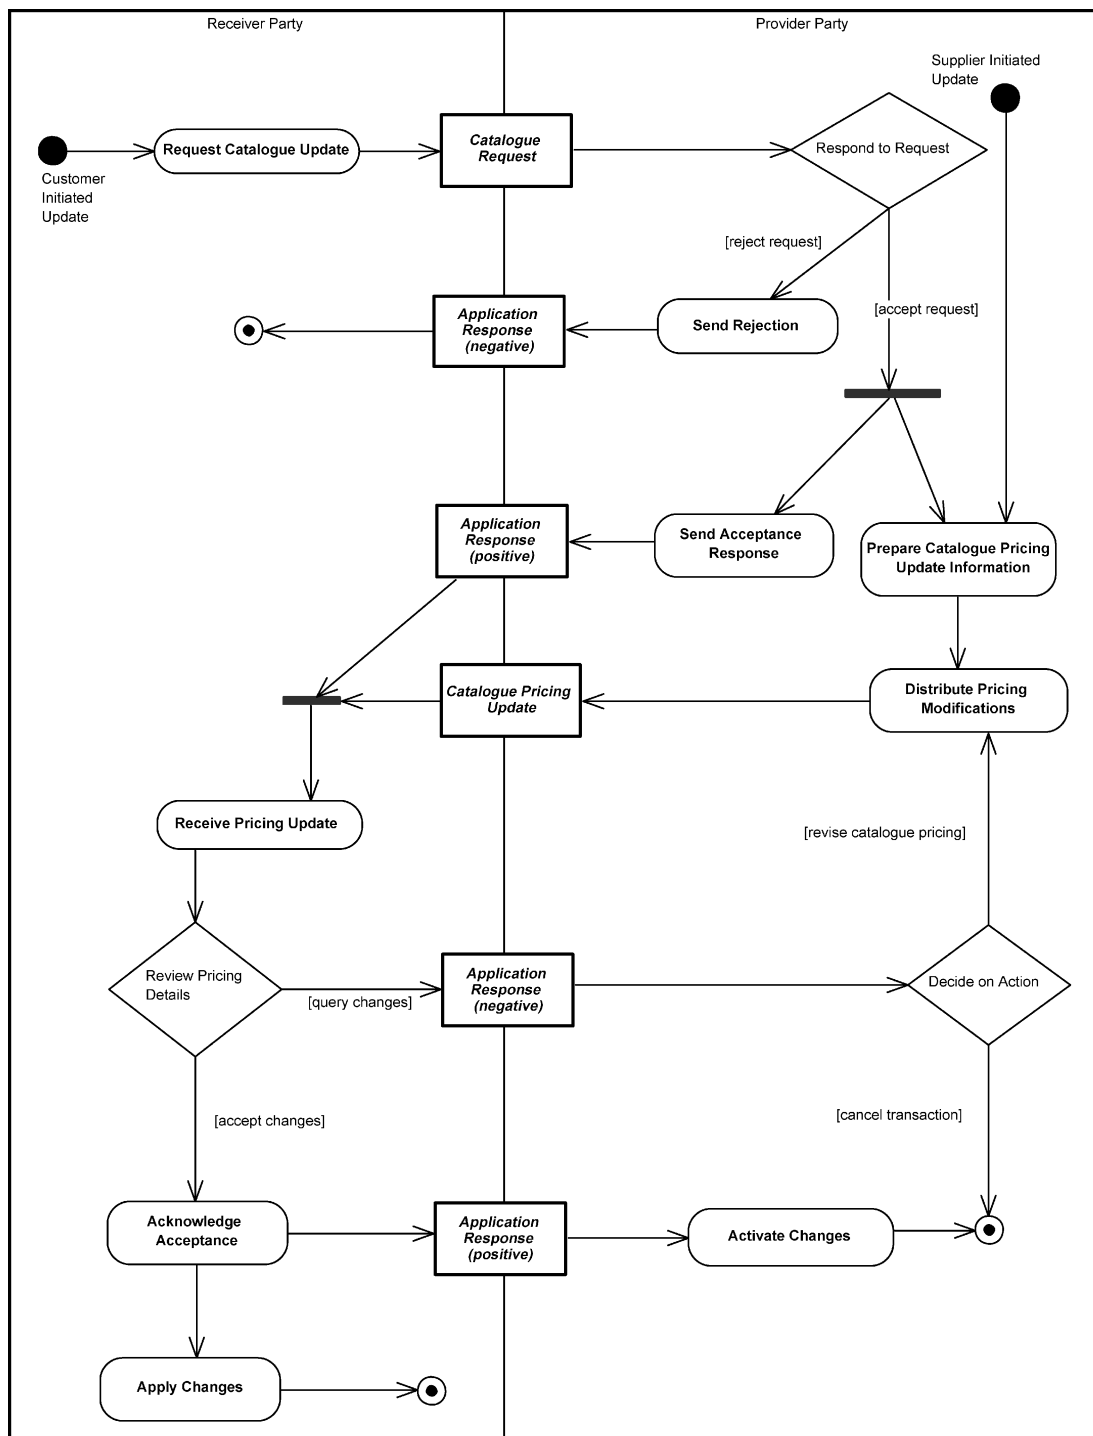 Receiver Party
Provider Party
Supplier Initiated
Update
Customer
Initiated
Update
Request Catalogue Update
Catalogue
Request
Respond to Request
[reject request]
[accept request]
Application
Response
(negative)
Send Rejection
Application
Response
(positive)
Send Acceptance
Response
Prepare Catalogue Pricing
Update Information
Catalogue Pricing
Update
Distribute Pricing
Modifications
Receive Pricing Update
[revise catalogue pricing]
Review Pricing
Details
[query changes]
Application
Response
(negative)
Decide on Action
[accept changes]
[cancel transaction]
Acknowledge
Acceptance
Application
Response
(positive)
Activate Changes
Apply Changes